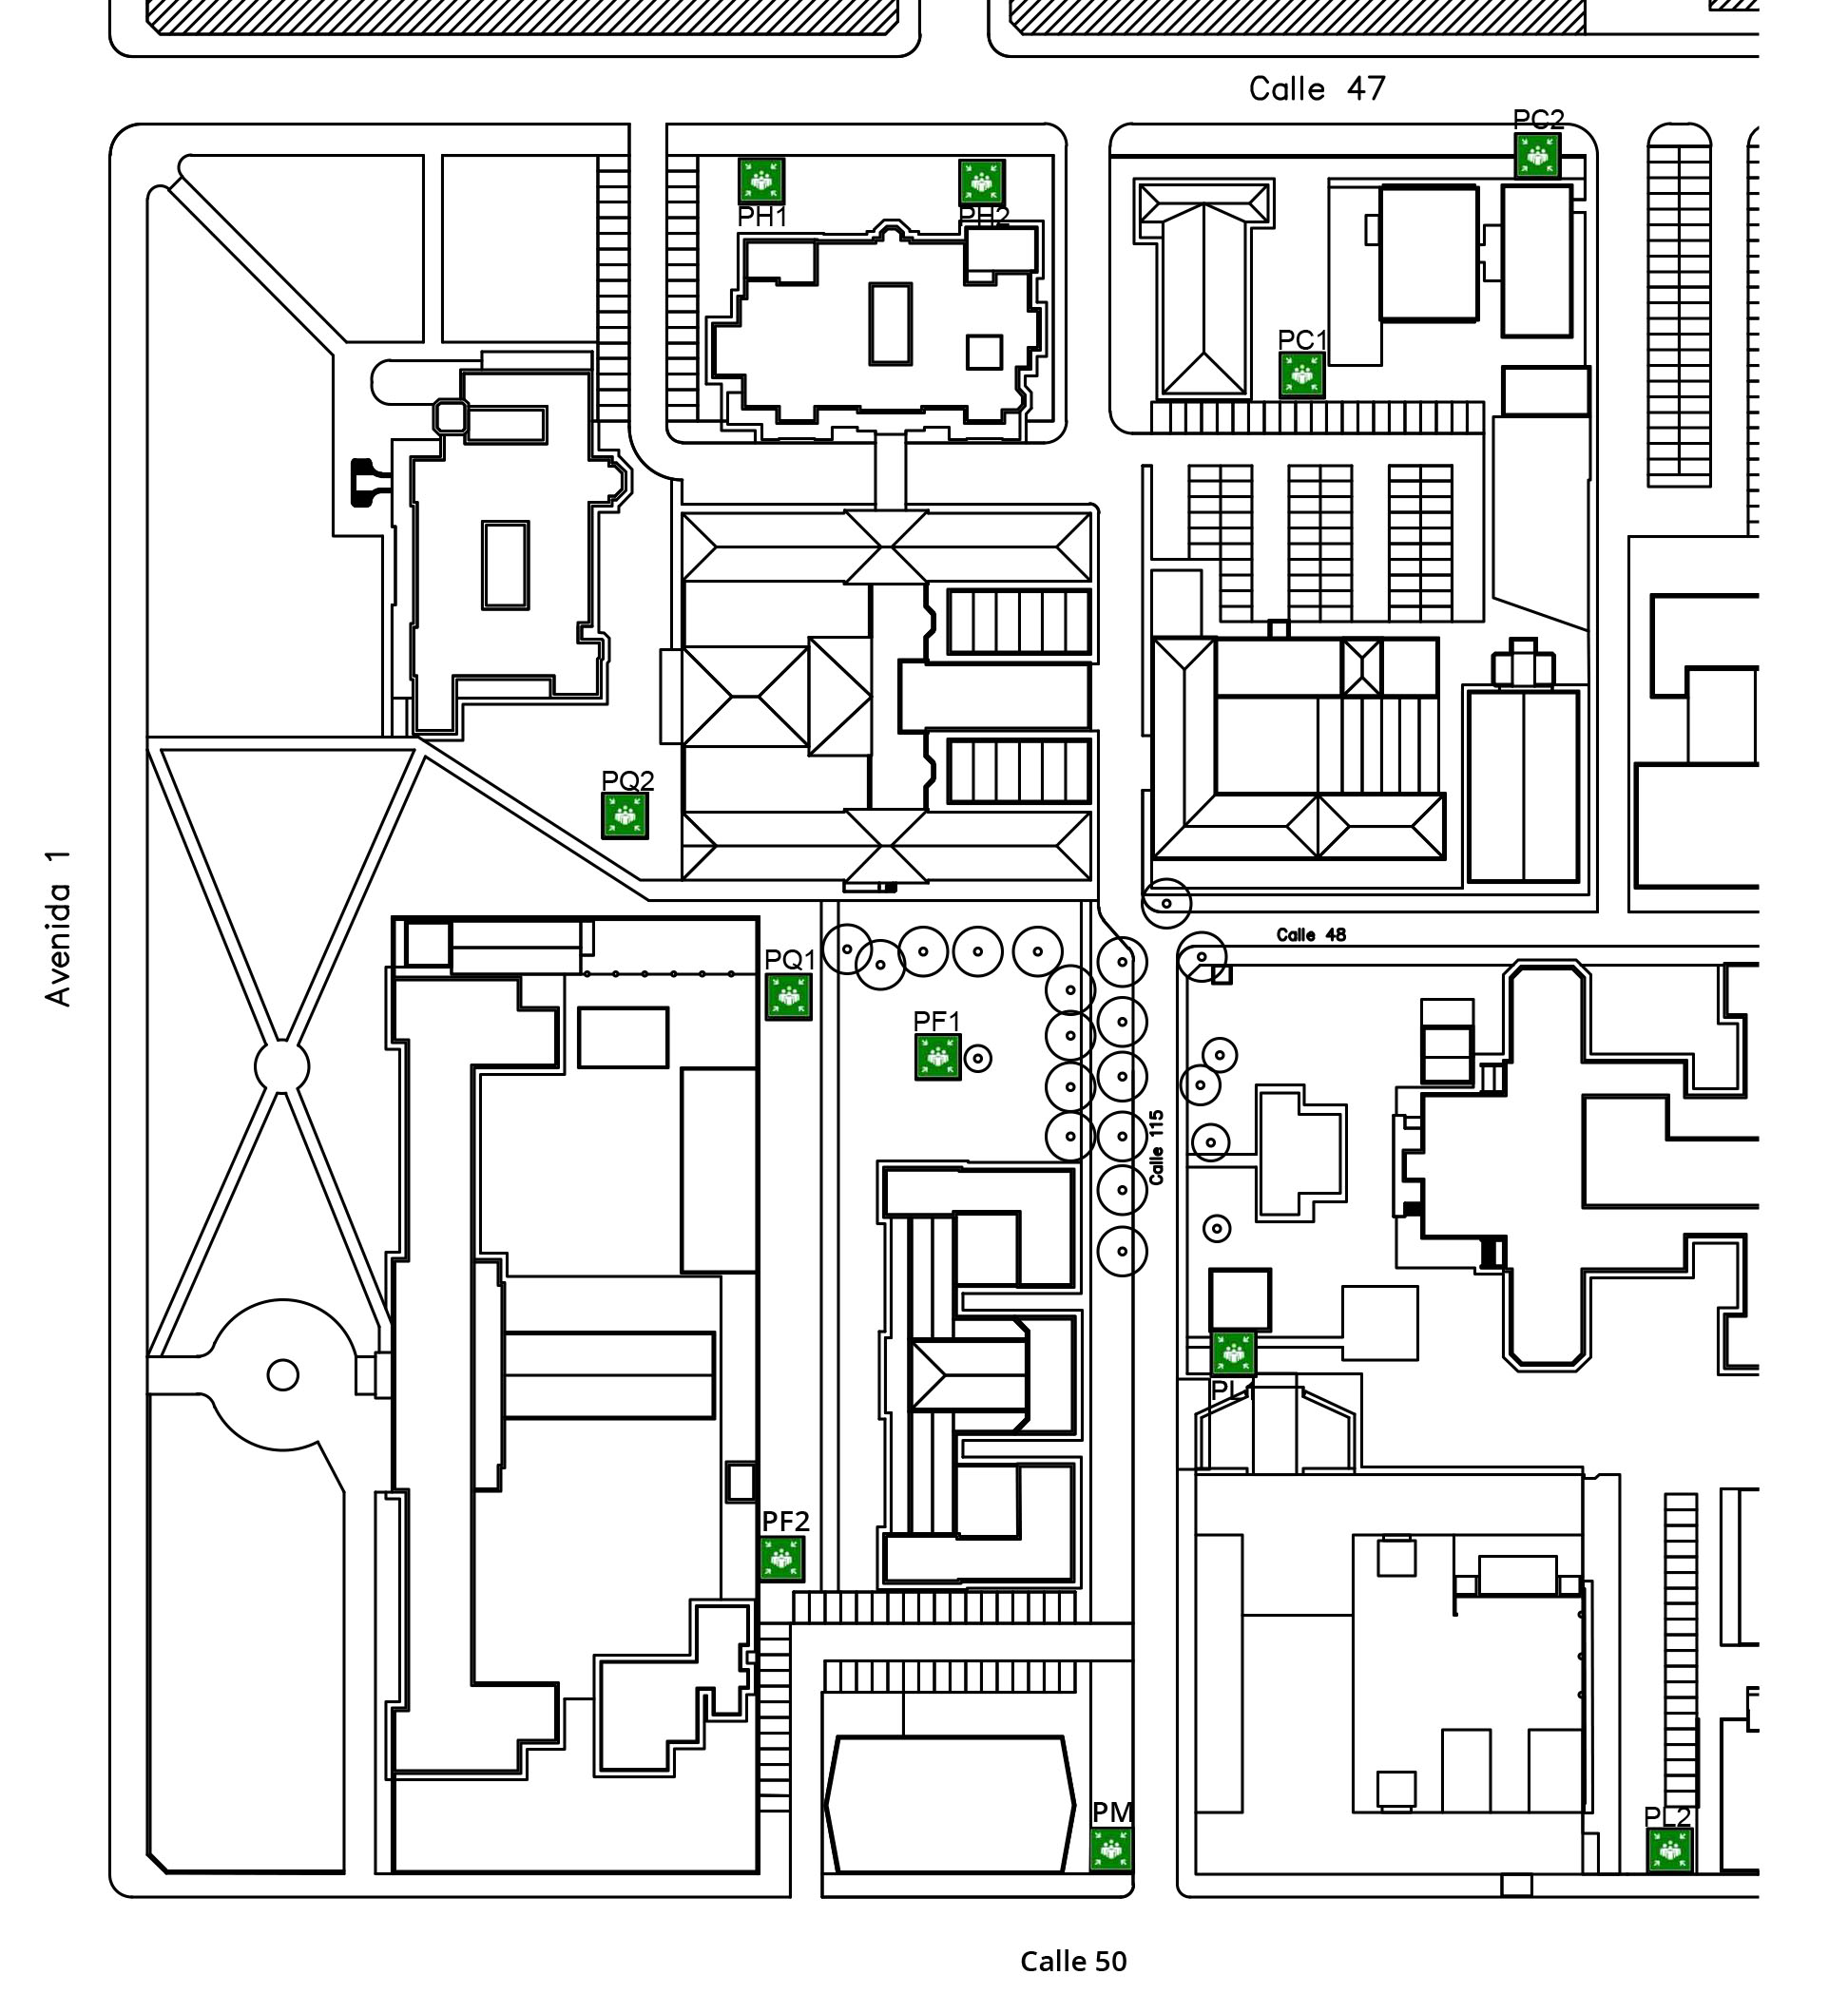 Calle 47
PC2
PH1
PH2
PC1
PQ2
Avenida 1
Calle 48
PQ1
PF1
Calle 115
PL
PF2
PM
PL2
Calle 50